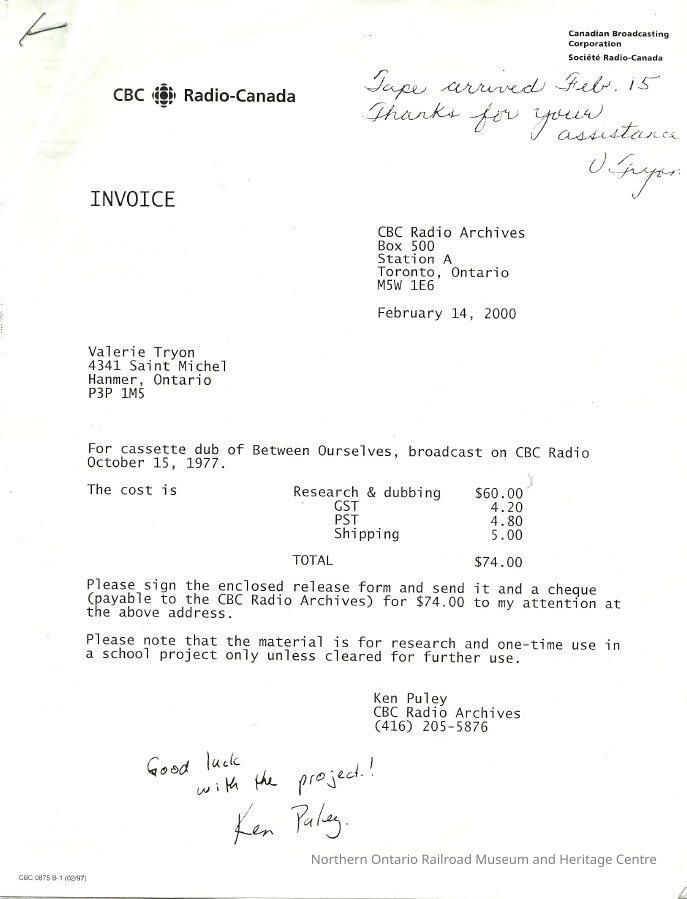 Canadian Broadcasting
Corporation
Société Radio-Canada
CBC Radio-Canada
Tape arrived Feb. 15
Thanks for your
assistance
V. Tryon
INVOICE
CBC Radio Archives
Box 500
Station A
Toronto, Ontario
M5W 1E6
February 14, 2000
Valerie Tryon
4341 Saint Michel
Hanmer, Ontario
P3P 1M5
For cassette dub of Between Ourselves, broadcast on CBC Radio
October 15, 1977.
The cost is Research & dubbing $60.00
GST 4.20
PST 4.80
Shipping 5.00
TOTAL $74.00
Please sign the enclosed release form and send it and a cheque
(payable to the CBC Radio Archives) for $74.00 to my attention at
the above address.
Please note that the material is for research and one-time use in
a school project only unless cleared for further use.
Ken Puley
CBC Radio Archives
(416) 205-5876
Good luck
with the project!
Ken Puley.
Northern Ontario Railroad Museum and Heritage Centre
CBC 0875 B-1 (02/97)